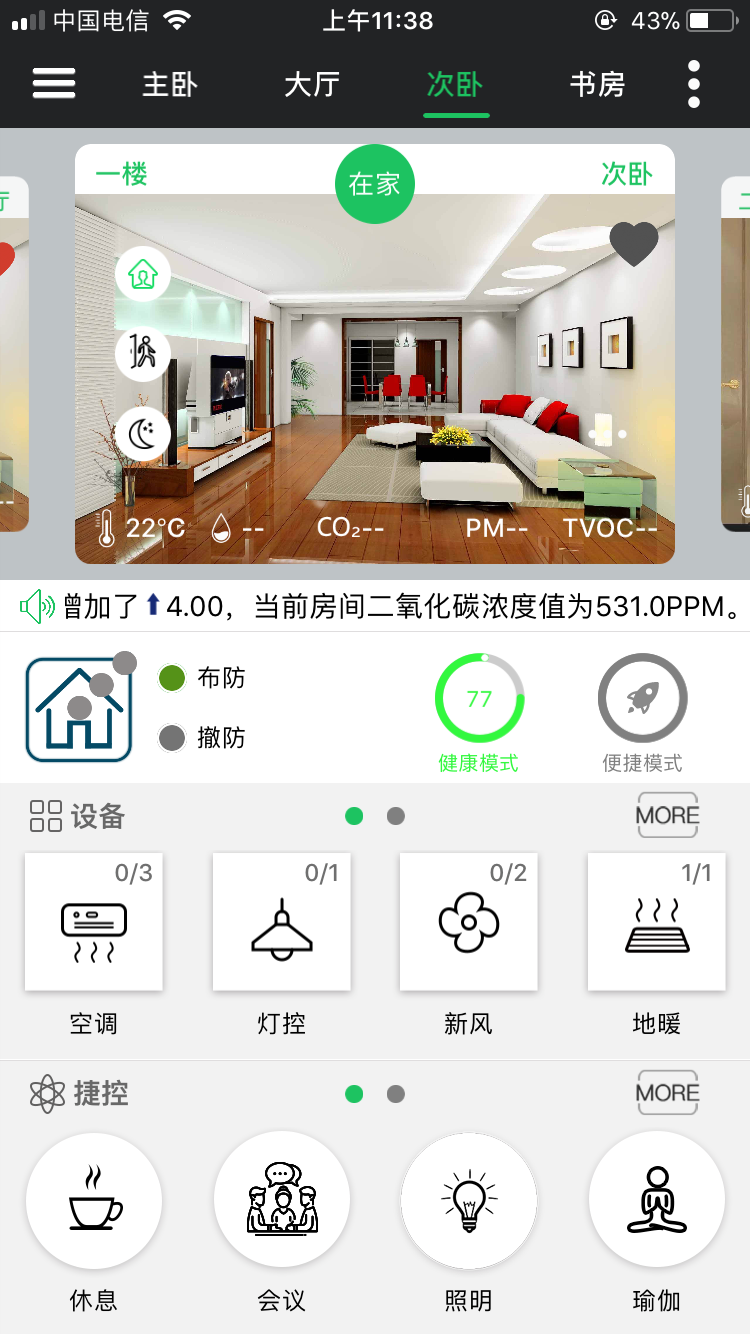 中国电信 上午11:38 43%
主卧 大厅 次卧 书房
一楼 在家 次卧
厅
22°C -- CO₂-- PM-- TVOC-- --
曾加了⬆4.00，当前房间二氧化碳浓度值为531.0PPM。
布防
撤防
77
健康模式 便捷模式
设备 MORE
0/3 0/1 0/2 1/1
空调 灯控 新风 地暖
捷控 MORE
休息 会议 照明 瑜伽